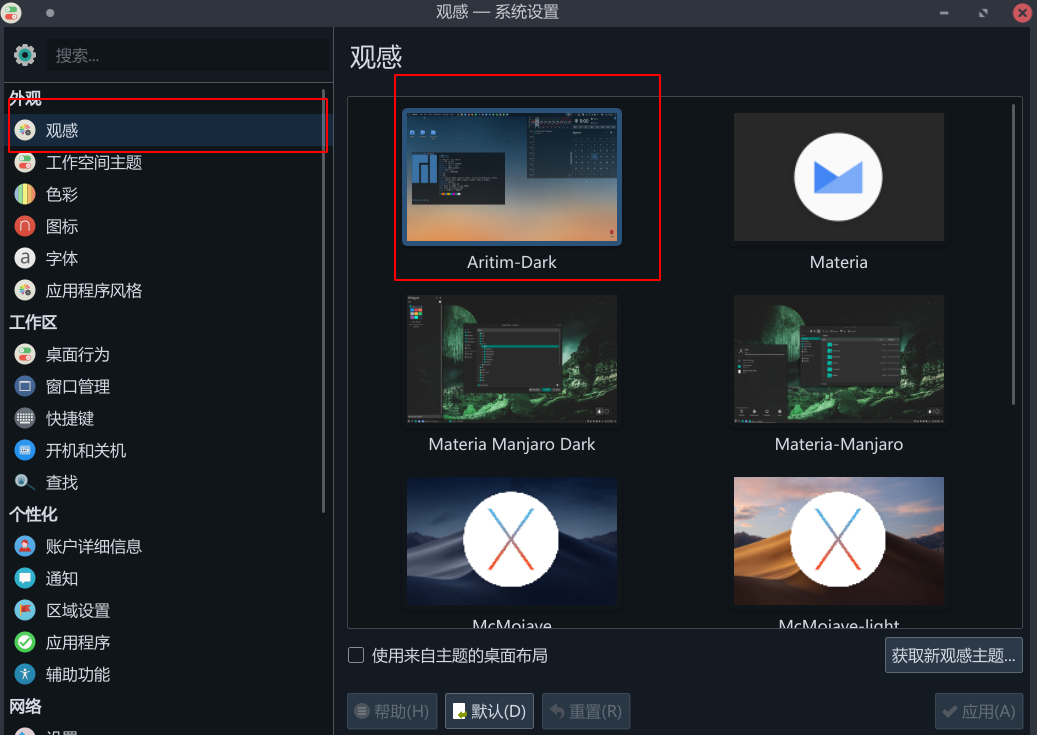 观感 — 系统设置
搜索...
外观
观感
工作空间主题
色彩
图标
字体
应用程序风格
工作区
桌面行为
窗口管理
快捷键
开机和关机
查找
个性化
账户详细信息
通知
区域设置
应用程序
辅助功能
网络
设置
观感
Aritim-Dark
Materia
Materia Manjaro Dark
Materia-Manjaro
McMojave
McMojave-light
使用来自主题的桌面布局
获取新观感主题...
帮助(H)
默认(D)
重置(R)
应用(A)